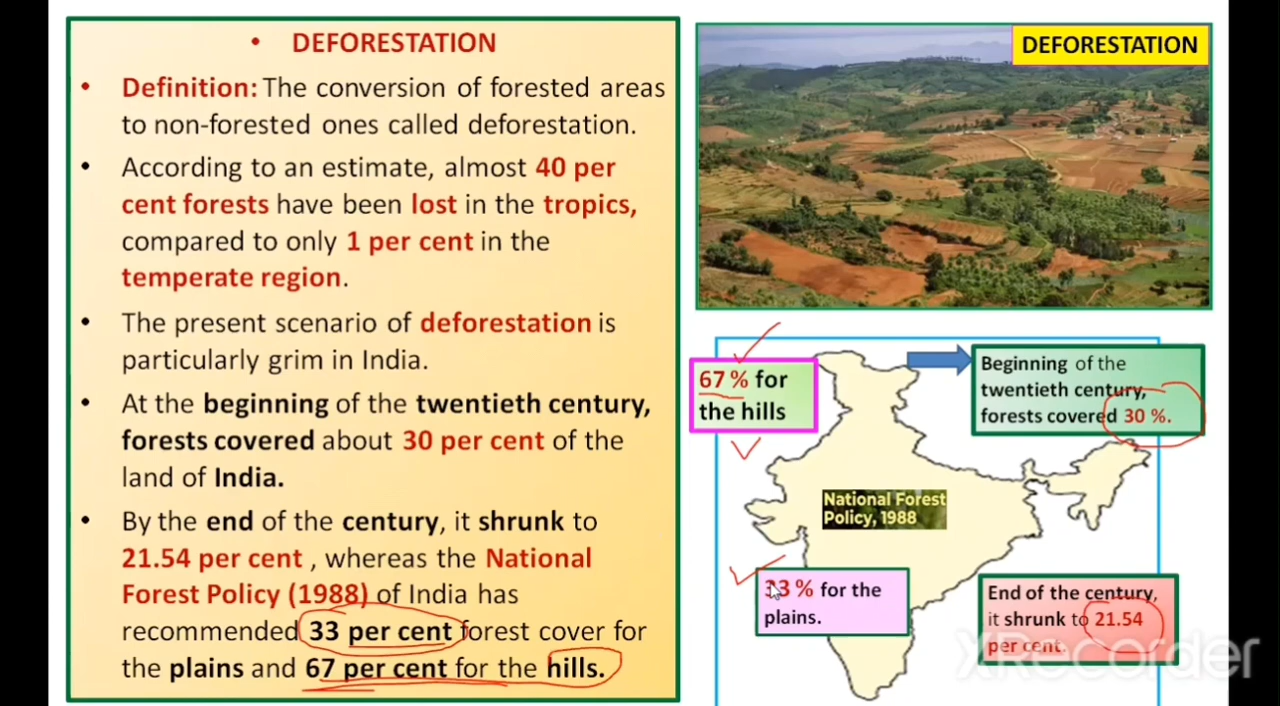 • DEFORESTATION
• Definition: The conversion of forested areas
to non-forested ones called deforestation.
• According to an estimate, almost 40 per
cent forests have been lost in the tropics,
compared to only 1 per cent in the
temperate region.
• The present scenario of deforestation is
particularly grim in India.
• At the beginning of the twentieth century,
forests covered about 30 per cent of the
land of India.
• By the end of the century, it shrunk to
21.54 per cent , whereas the National
Forest Policy (1988) of India has
recommended 33 per cent forest cover for
the plains and 67 per cent for the hills.
DEFORESTATION
67 % for
the hills
Beginning of the
twentieth century,
forests covered 30 %.
National Forest
Policy, 1988
33 % for the
plains.
End of the century,
it shrunk to 21.54
per cent.
XRecorder